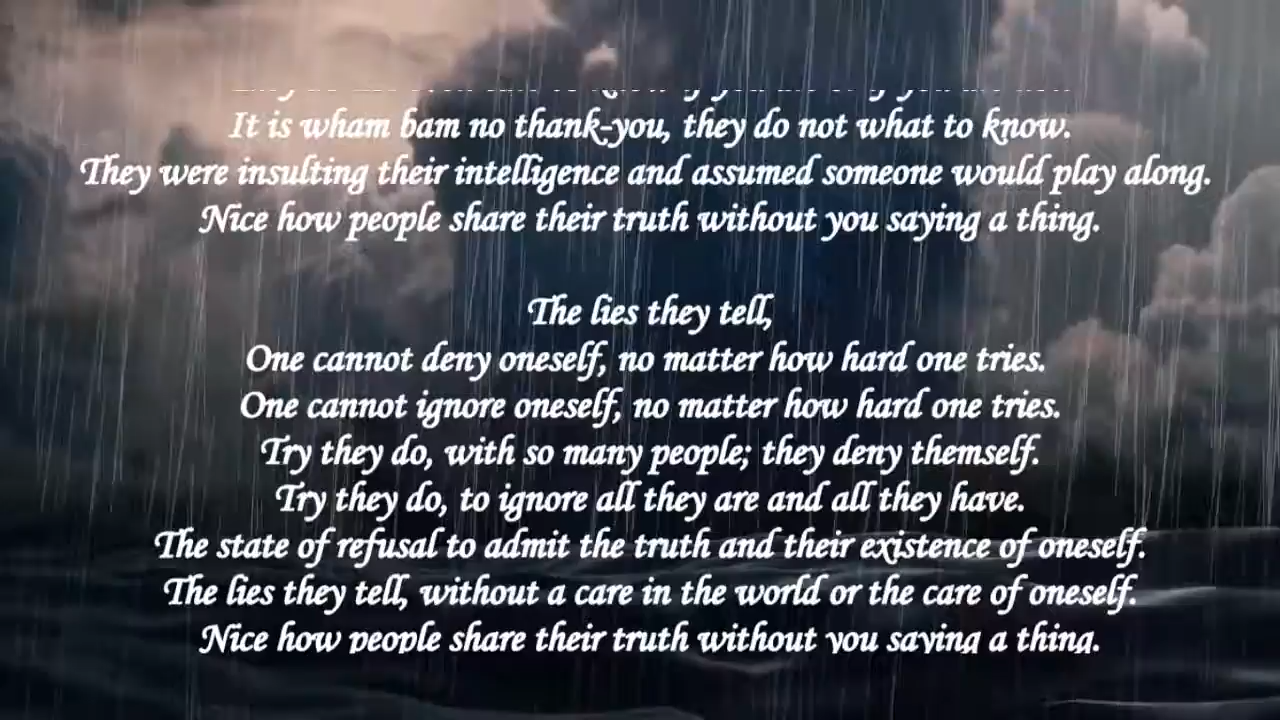 It is wham bam no thank-you, they do not what to know.
They were insulting their intelligence and assumed someone would play along.
Nice how people share their truth without you saying a thing.
The lies they tell,
One cannot deny oneself, no matter how hard one tries.
One cannot ignore oneself, no matter how hard one tries.
Try they do, with so many people; they deny themself.
Try they do, to ignore all they are and all they have.
The state of refusal to admit the truth and their existence of oneself.
The lies they tell, without a care in the world or the care of oneself.
Nice how people share their truth without you saying a thing.